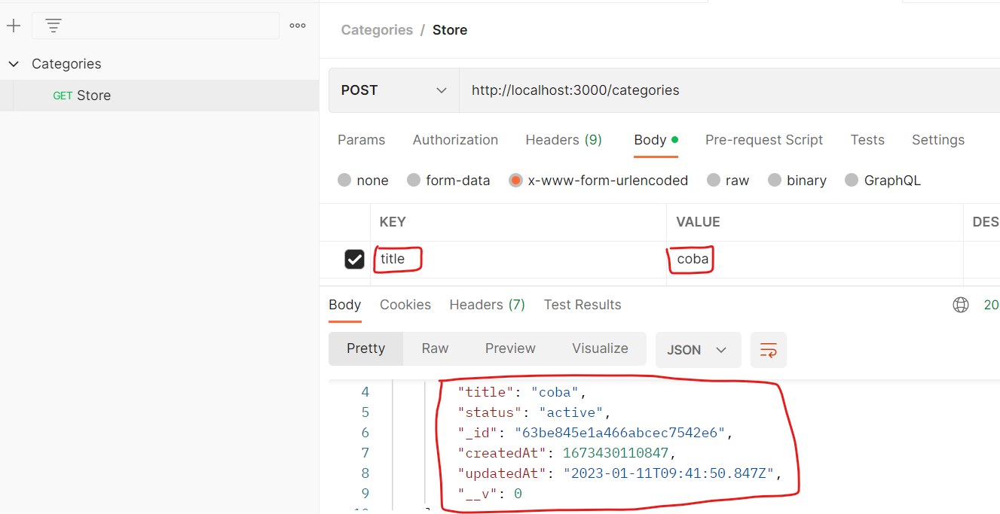 Categories / Store
Categories
GET Store
POST http://localhost:3000/categories
Params Authorization Headers (9) Body Pre-request Script Tests Settings
none form-data x-www-form-urlencoded raw binary GraphQL
KEY VALUE DES
title coba
Body Cookies Headers (7) Test Results 20
Pretty Raw Preview Visualize JSON
4 "title": "coba",
5 "status": "active",
6 "_id": "63be845e1a466abcec7542e6",
7 "createdAt": 1673430110847,
8 "updatedAt": "2023-01-11T09:41:50.847Z",
9 "__v": 0